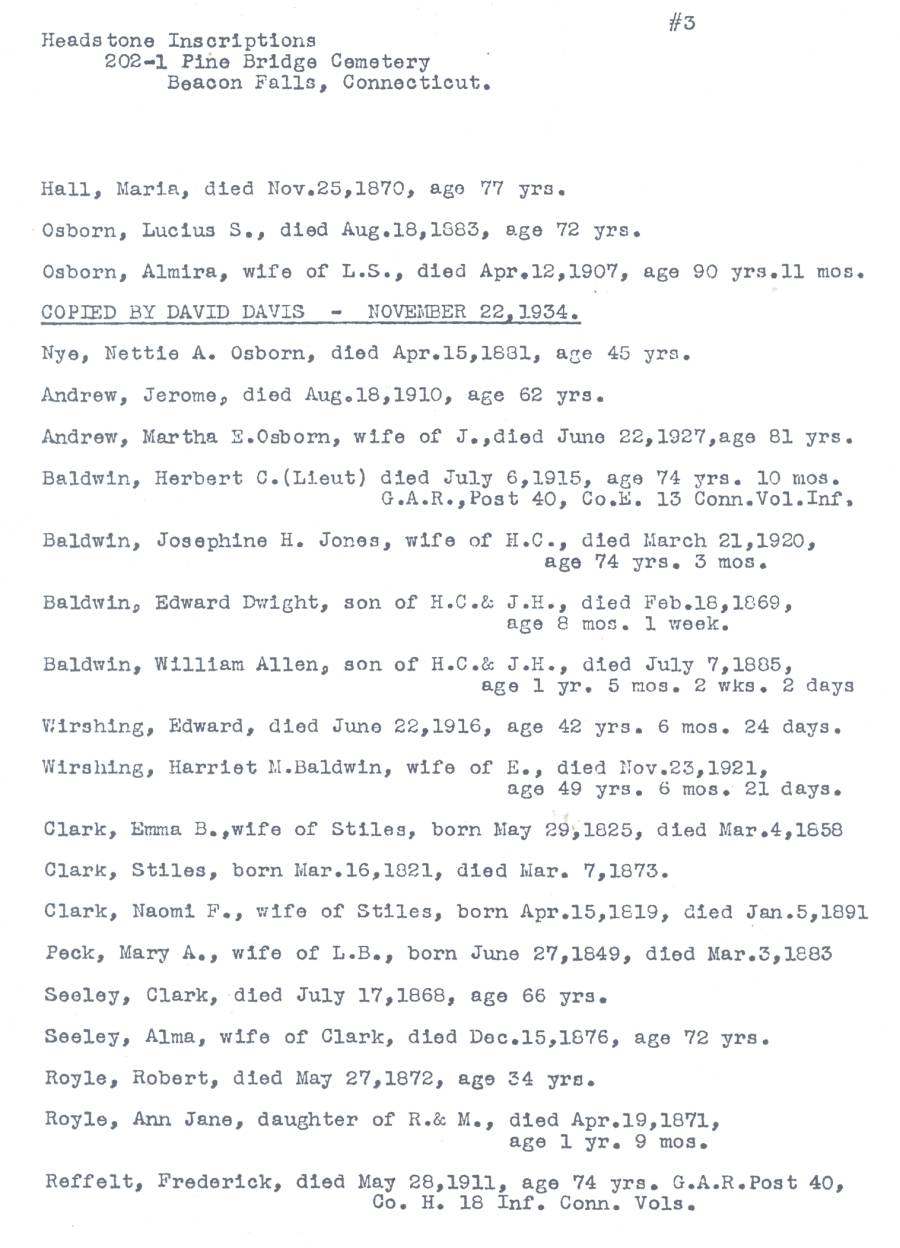 #3
Headstone Inscriptions
202-1 Pine Bridge Cemetery
Beacon Falls, Connecticut.
Hall, Maria, died Nov.25,1870, age 77 yrs.
Osborn, Lucius S., died Aug.18,1883, age 72 yrs.
Osborn, Almira, wife of L.S., died Apr.12,1907, age 90 yrs.11 mos.
COPIED BY DAVID DAVIS - NOVEMBER 22,1934.
Nye, Nettie A. Osborn, died Apr.15,1881, age 45 yrs.
Andrew, Jerome, died Aug.18,1910, age 62 yrs.
Andrew, Martha E.Osborn, wife of J.,died June 22,1927,age 81 yrs.
Baldwin, Herbert C.(Lieut) died July 6,1915, age 74 yrs. 10 mos.
G.A.R.,Post 40, Co.E. 13 Conn.Vol.Inf.
Baldwin, Josephine H. Jones, wife of H.C., died March 21,1920,
age 74 yrs. 3 mos.
Baldwin, Edward Dwight, son of H.C.& J.H., died Feb.18,1869,
age 8 mos. 1 week.
Baldwin, William Allen, son of H.C.& J.H., died July 7,1885,
age 1 yr. 5 mos. 2 wks. 2 days
Wirshing, Edward, died June 22,1916, age 42 yrs. 6 mos. 24 days.
Wirshing, Harriet M.Baldwin, wife of E., died Nov.23,1921,
age 49 yrs. 6 mos. 21 days.
Clark, Emma B.,wife of Stiles, born May 29,1825, died Mar.4,1858
Clark, Stiles, born Mar.16,1821, died Mar. 7,1873.
Clark, Naomi F., wife of Stiles, born Apr.15,1819, died Jan.5,1891
Peck, Mary A., wife of L.B., born June 27,1849, died Mar.3,1883
Seeley, Clark, died July 17,1868, age 66 yrs.
Seeley, Alma, wife of Clark, died Dec.15,1876, age 72 yrs.
Royle, Robert, died May 27,1872, age 34 yrs.
Royle, Ann Jane, daughter of R.& M., died Apr.19,1871,
age 1 yr. 9 mos.
Reffelt, Frederick, died May 28,1911, age 74 yrs. G.A.R.Post 40,
Co. H. 18 Inf. Conn. Vols.